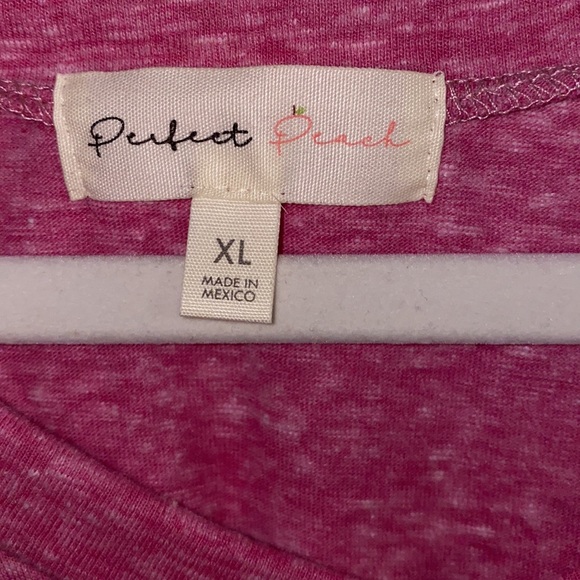 Perfect Peach
XL
MADE IN
MEXICO